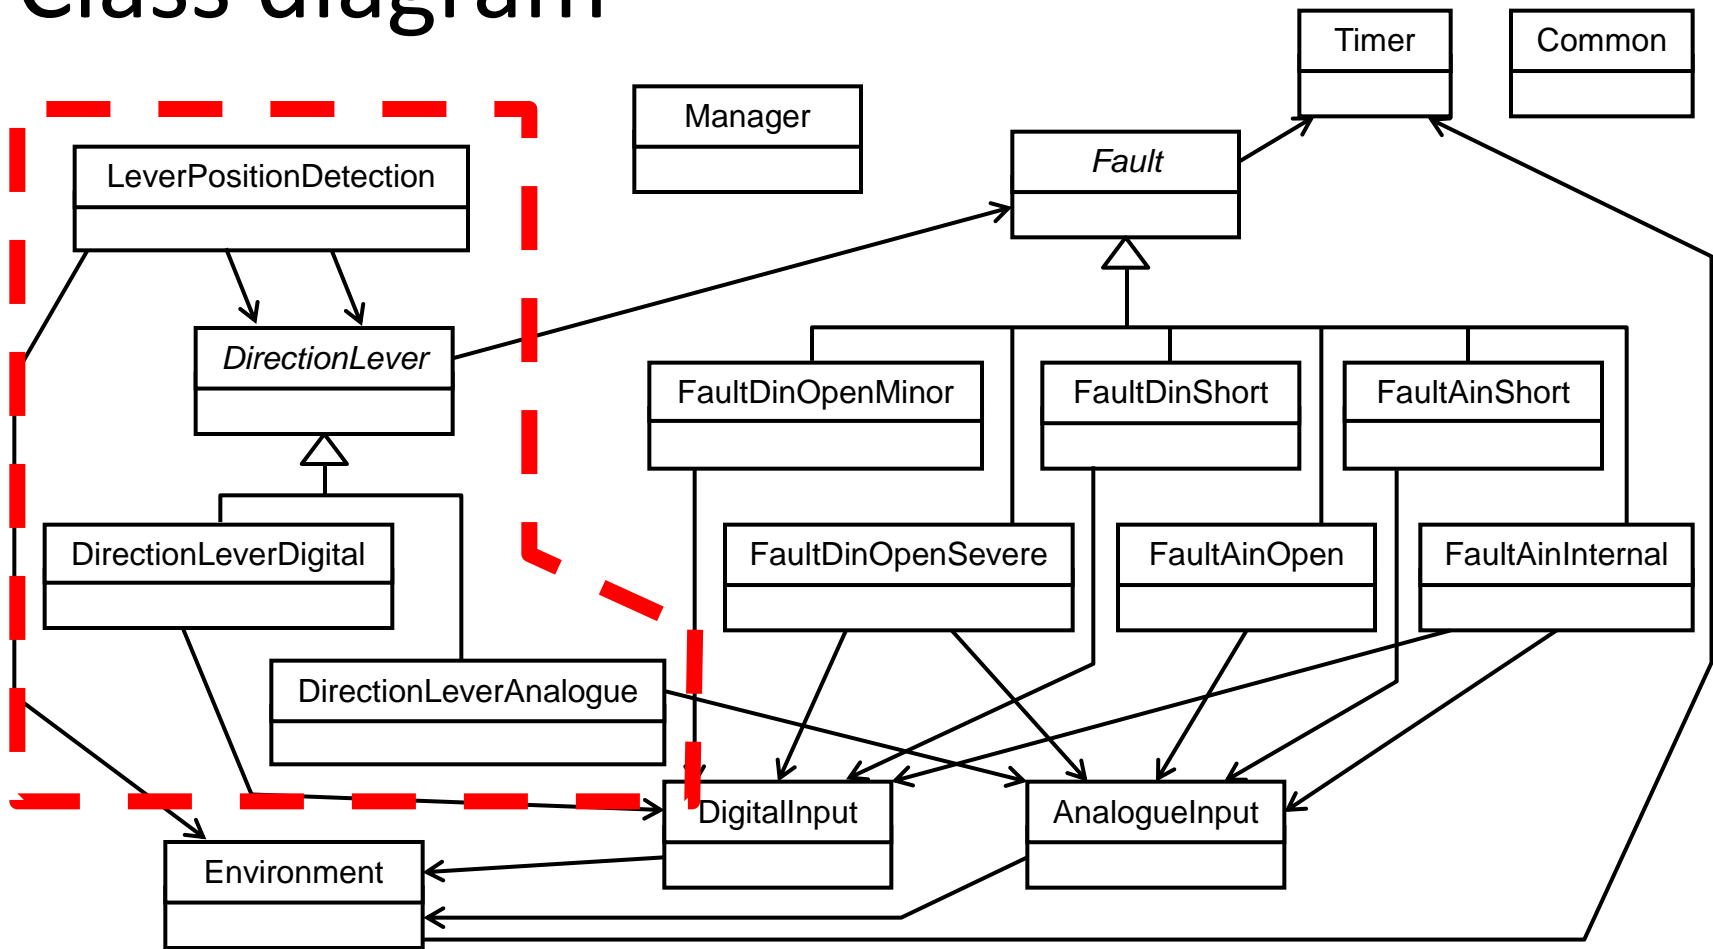 Class diagram
Timer
Common
Manager
Fault
LeverPositionDetection
DirectionLever
FaultDinOpenMinor
FaultDinShort
FaultAinShort
DirectionLeverDigital
FaultDinOpenSevere
FaultAinOpen
FaultAinInternal
DirectionLeverAnalogue
DigitalInput
AnalogueInput
Environment